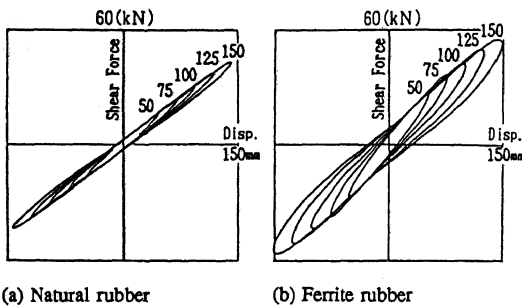 60(kN)
Shear Force
50
75
100
125
150
Disp.
150mm
(a) Natural rubber
60(kN)
Shear Force
50
75
100
125
150
Disp.
150mm
(b) Ferrite rubber